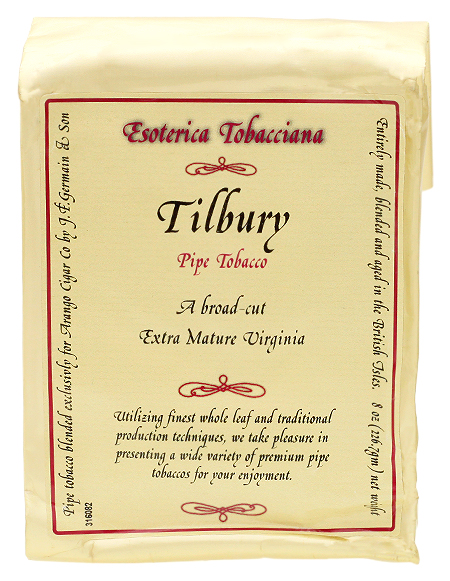 Esoterica Tobacciana
Tilbury
Pipe Tobacco
A broad-cut
Extra Mature Virginia
Utilizing finest whole leaf and traditional
production techniques, we take pleasure in
presenting a wide variety of premium pipe
tobaccos for your enjoyment.
Pipe tobacco blended exclusivly for Arango Cigar Co by J.F.Germain & Son
316082
Entirely made, blended and aged in the British Isles. 8 oz (226.7gm) net wieght